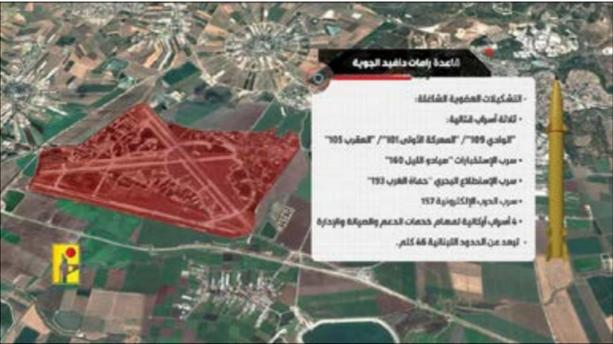 قاعدة رامات دافيد الجوية
- التشكيلات العضوية الشاغلة:
• ثلاثة أسراب قتالية:
"الوادي 109"/ "المعركة الأولى 101"/ "العقرب 105"
• سرب الإستخبارات "صيادو الليل 160"
• سرب الإستطلاع البحري "حماة الغرب 193"
• سرب الحرب الإلكترونية 157
• 4 أسراب أركانية لمهام خدمات الدعم والصيانة والإدارة
- تبعد عن الحدود اللبنانية 46 كلم.